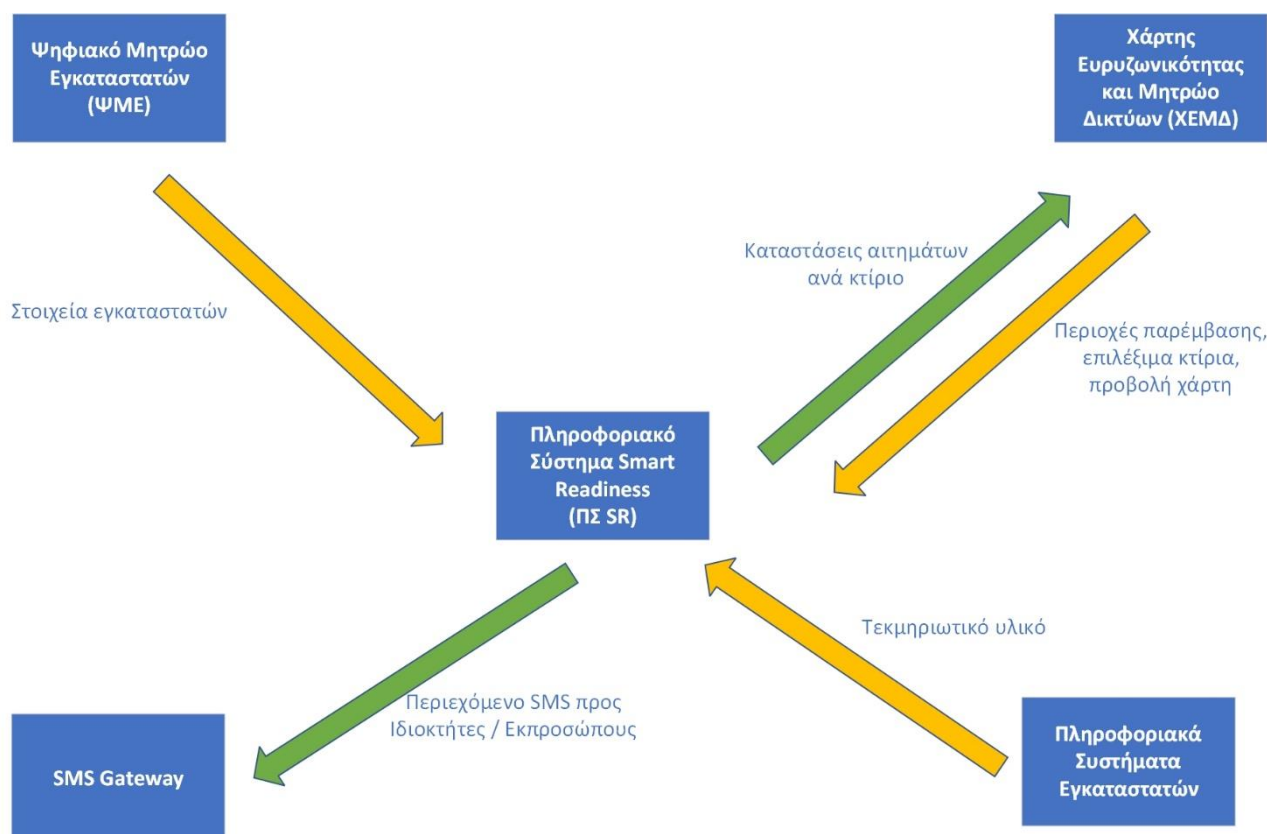 Ψηφιακό Μητρώο
Εγκαταστατών
(ΨΜΕ)
Χάρτης
Ευρυζωνικότητας
και Μητρώο
Δικτύων (ΧΕΜΔ)
Στοιχεία εγκαταστατών
Καταστάσεις αιτημάτων
ανά κτίριο
Περιοχές παρέμβασης,
επιλέξιμα κτίρια,
προβολή χάρτη
Πληροφοριακό
Σύστημα Smart
Readiness
(ΠΣ SR)
Τεκμηριωτικό υλικό
Περιεχόμενο SMS προς
Ιδιοκτήτες / Εκπροσώπους
SMS Gateway
Πληροφοριακά
Συστήματα
Εγκαταστατών